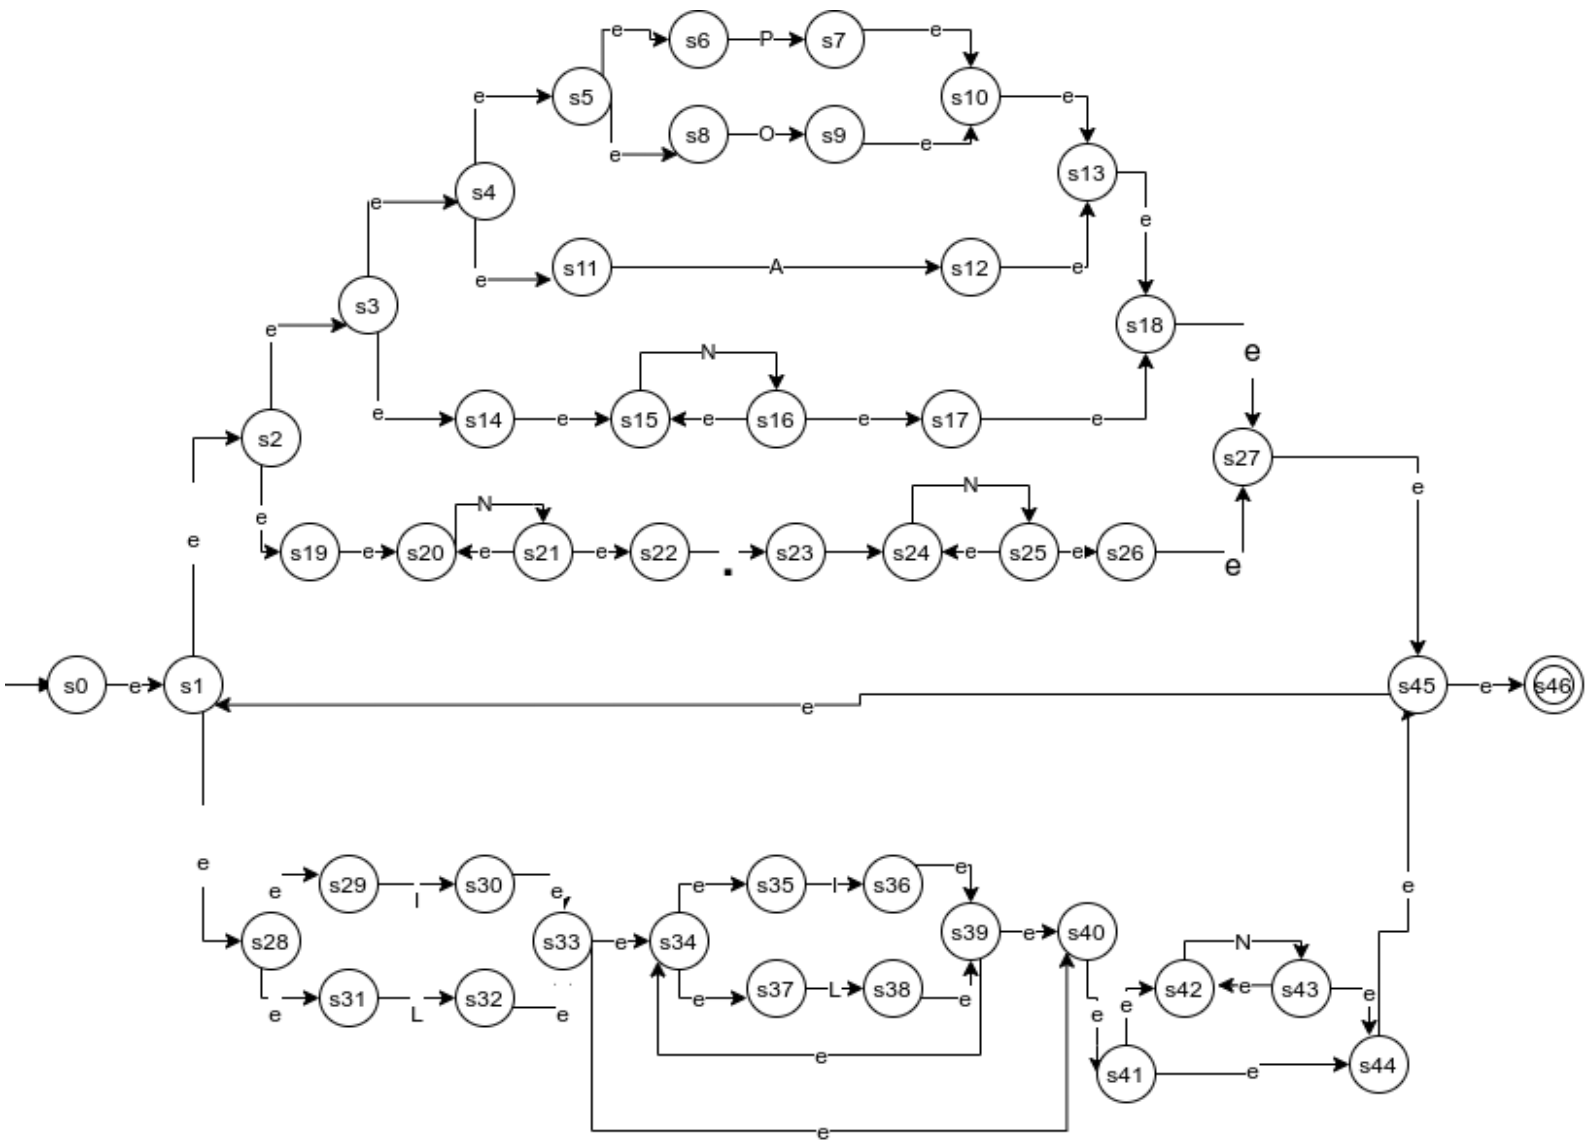 e s6 P s7 e
s5 s10 e
e s8 O s9 e
e
s4 s13
e
e
e s11 A s12 e
s3
e s18
N e
e s14 e s15 e s16 e s17 e
s2
s27
e N N e
e
s19 e s20 e s21 e s22 . s23 s24 e s25 e s26 e
s0 e s1 s45 e s46
e
e e
e s29 I s30 e s35 I s36 e
e
s28 s33 e s34 s39 e s40 N
e s31 L s32 e e s37 L s38 e s42 e s43 e
e e
e
s41 e s44
e